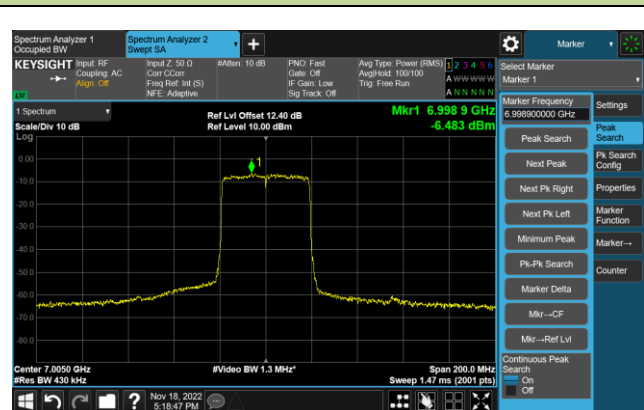 Spectrum Analyzer 1
Occupied BW
Spectrum Analyzer 2
Swept SA
+
Marker
KEYSIGHT
Input: RF
Coupling: AC
Align: Off
Input Z: 50 Ω
Corr CCorr
Freq Ref: Int (S)
NFE: Adaptive
#Atten: 10 dB
PNO: Fast
Gate: Off
IF Gain: Low
Sig Track: Off
Avg Type: Power (RMS)
Avg|Hold: 100/100
Trig: Free Run
1 2 3 4 5 6
A W W W W W
A N N N N N
LV
Select Marker
Marker 1
1 Spectrum
Scale/Div 10 dB
Log
Ref Lvl Offset 12.40 dB
Ref Level 10.00 dBm
Mkr1 6.998 9 GHz
-6.483 dBm
1
0.00
-10.0
-20.0
-30.0
-40.0
-50.0
-60.0
-70.0
-80.0
Center 7.0050 GHz
#Res BW 430 kHz
#Video BW 1.3 MHz*
Span 200.0 MHz
Sweep 1.47 ms (2001 pts)
Marker Frequency
6.998900000 GHz
Peak Search
Next Peak
Next Pk Right
Next Pk Left
Minimum Peak
Pk-Pk Search
Marker Delta
Mkr→CF
Mkr→Ref Lvl
Continuous Peak
Search
On
Off
Settings
Peak
Search
Pk Search
Config
Properties
Marker
Function
Marker→
Counter
?
Nov 18, 2022
5:18:47 PM